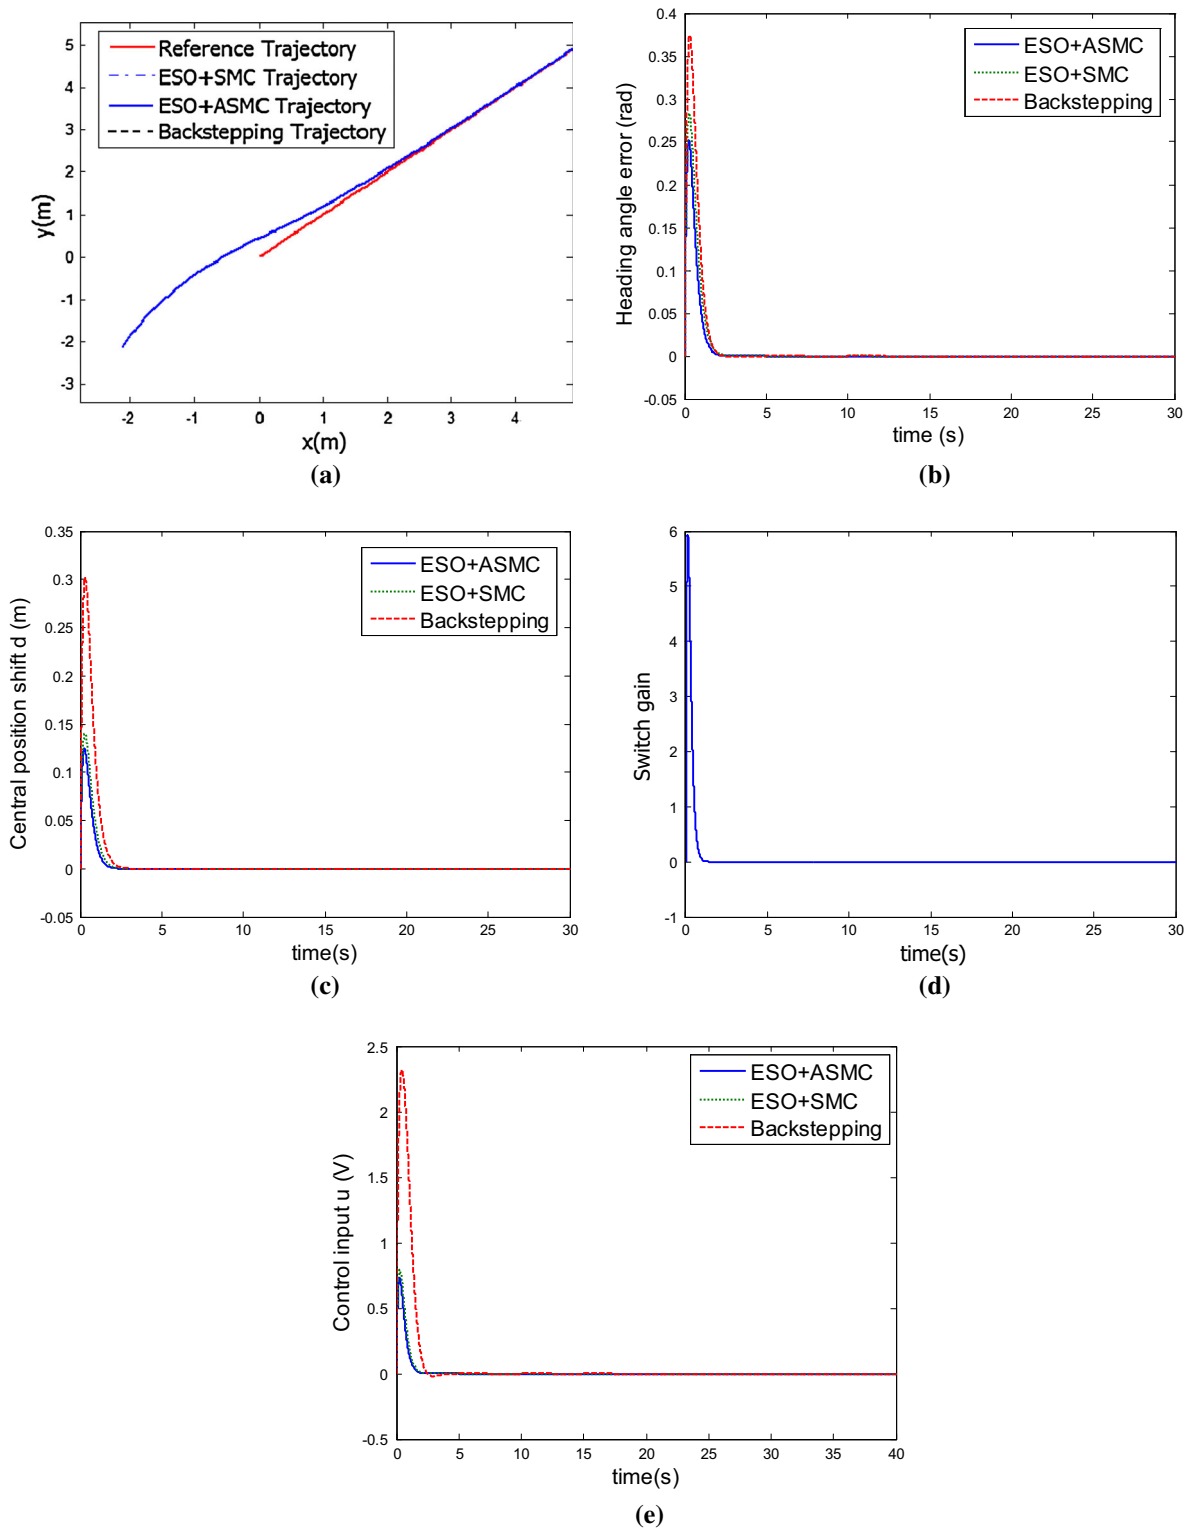 Reference Trajectory
ESO+SMC Trajectory
ESO+ASMC Trajectory
Backstepping Trajectory
5
4
3
2
1
0
-1
-2
-3
y(m)
-2 -1 0 1 2 3 4
x(m)
(a)
ESO+ASMC
ESO+SMC
Backstepping
0.4
0.35
0.3
0.25
0.2
0.15
0.1
0.05
0
-0.05
Heading angle error (rad)
0 5 10 15 20 25 30
time (s)
(b)
ESO+ASMC
ESO+SMC
Backstepping
0.35
0.3
0.25
0.2
0.15
0.1
0.05
0
-0.05
Central position shift d (m)
0 5 10 15 20 25 30
time(s)
(c)
6
5
4
3
2
1
0
-1
Switch gain
0 5 10 15 20 25 30
time(s)
(d)
ESO+ASMC
ESO+SMC
Backstepping
2.5
2
1.5
1
0.5
0
-0.5
Control input u (V)
0 5 10 15 20 25 30 35 40
time(s)
(e)